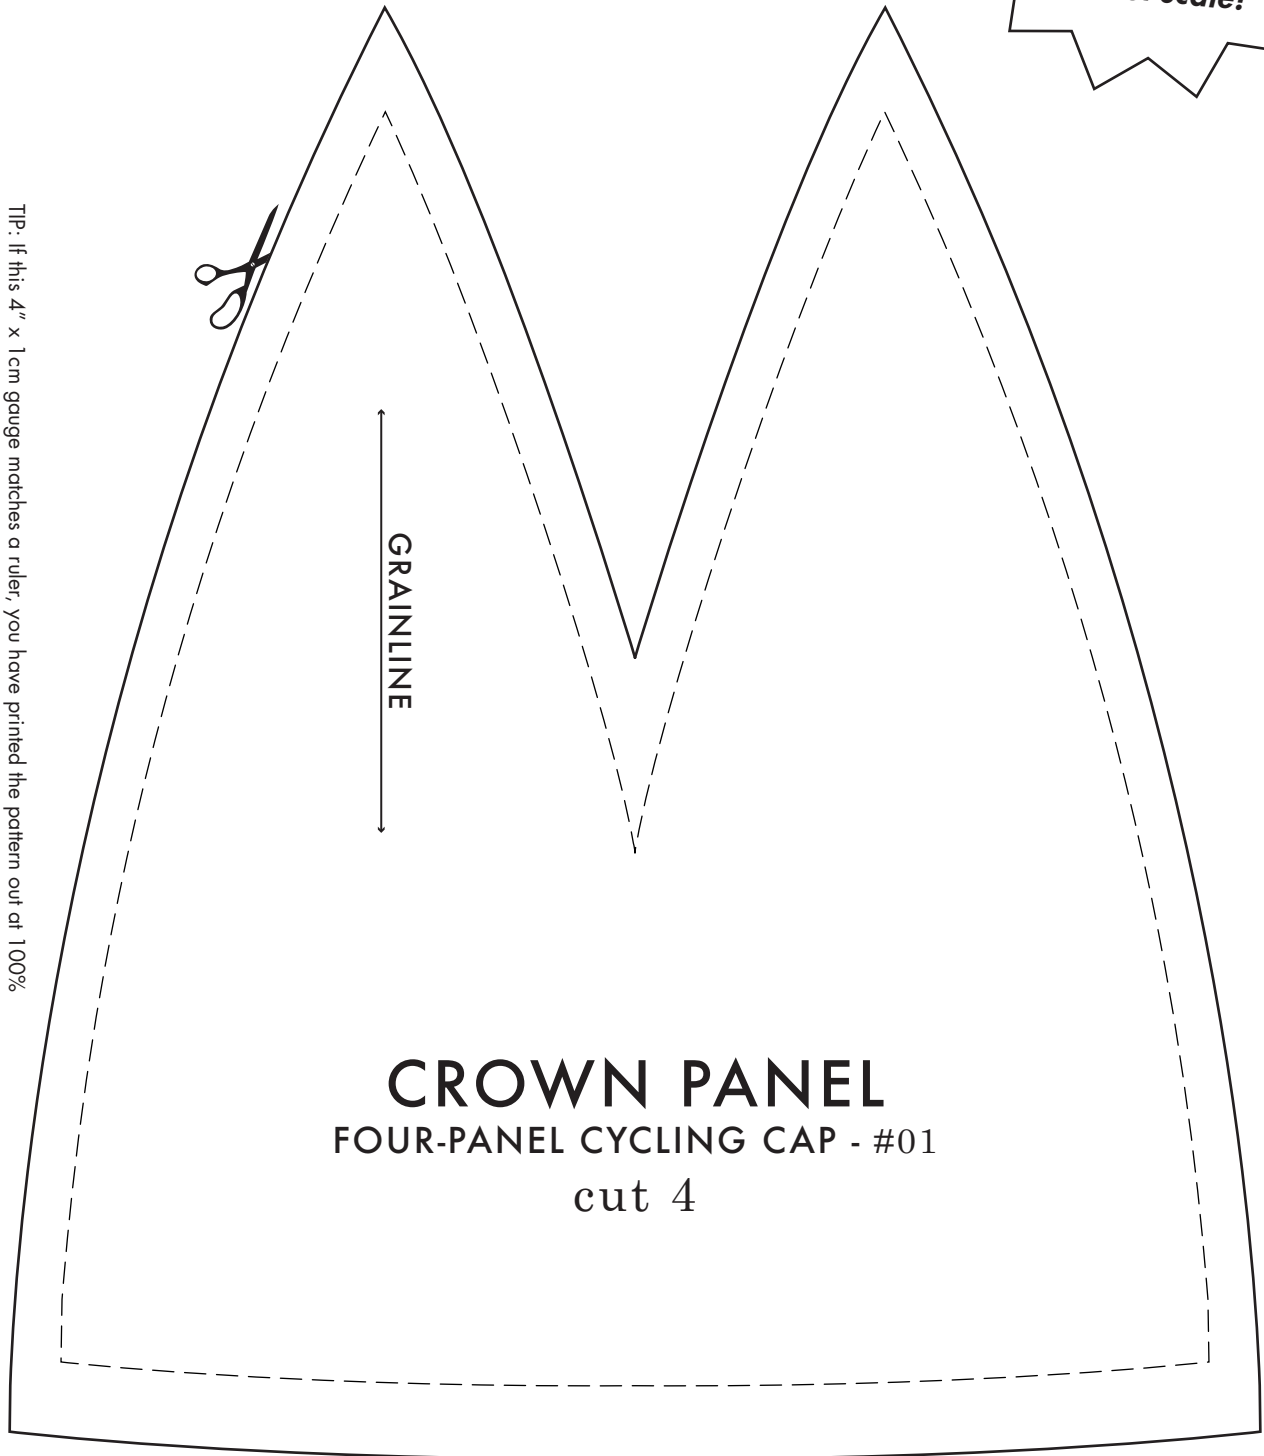 scale!
TIP: If this 4” x 1cm gauge matches a ruler, you have printed the pattern out at 100%
GRAINLINE
CROWN PANEL
FOUR-PANEL CYCLING CAP - #01
cut 4